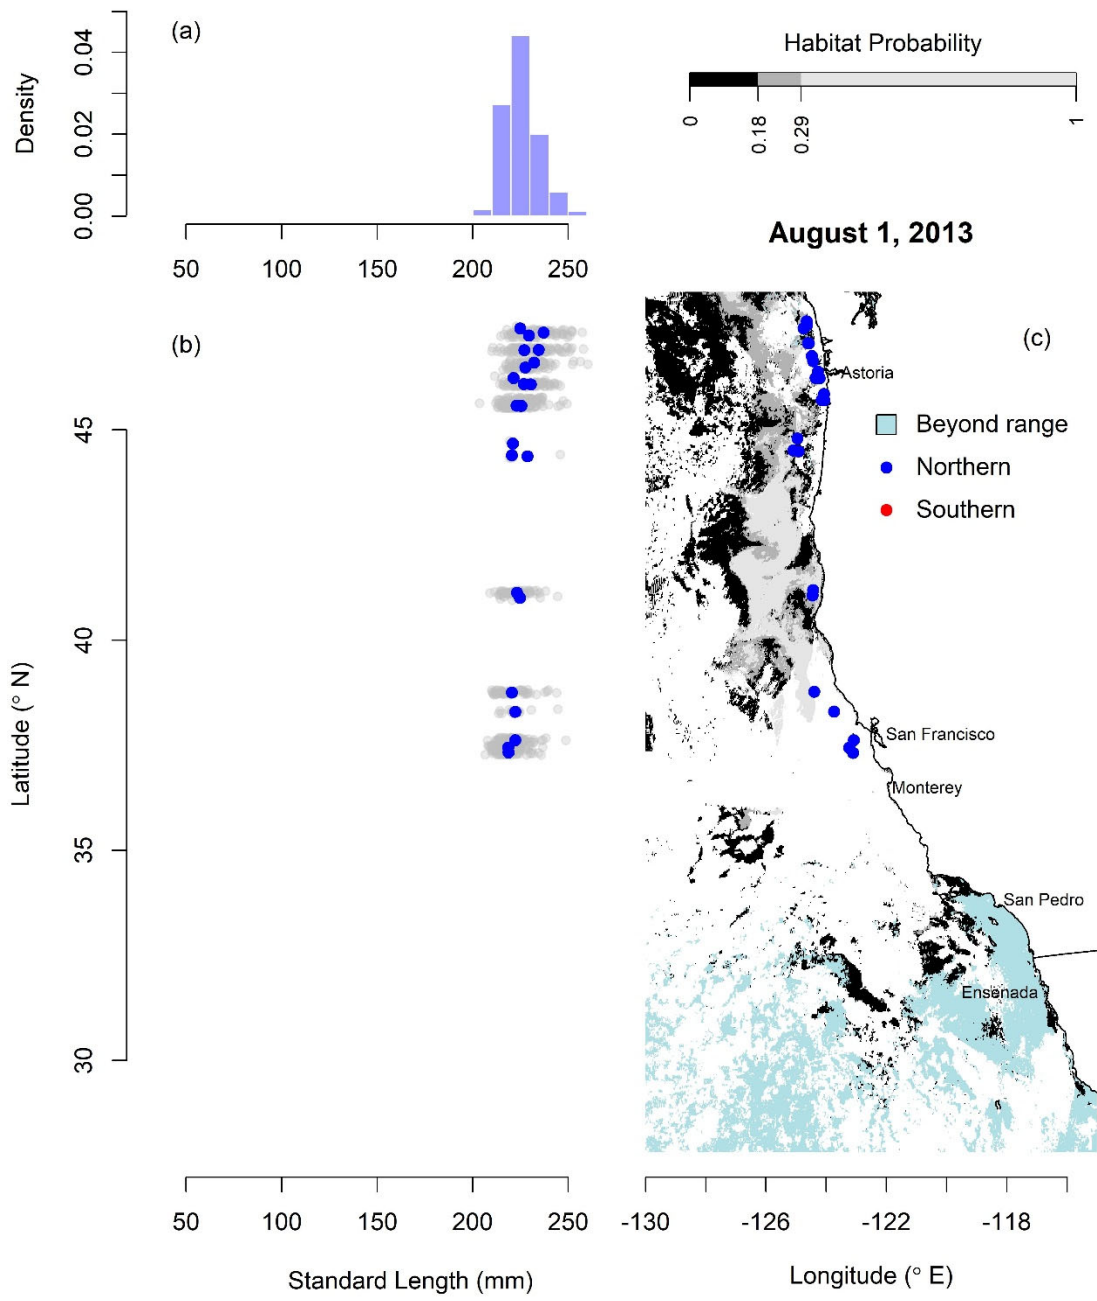 (a)
Density
0.04
0.02
0.00
50 100 150 200 250
Habitat Probability
0 0.18 0.29 1
August 1, 2013
(b)
Latitude (° N)
45
40
35
30
50 100 150 200 250
Standard Length (mm)
(c)
Astoria
Beyond range
Northern
Southern
San Francisco
Monterey
San Pedro
Ensenada
-130 -126 -122 -118
Longitude (° E)